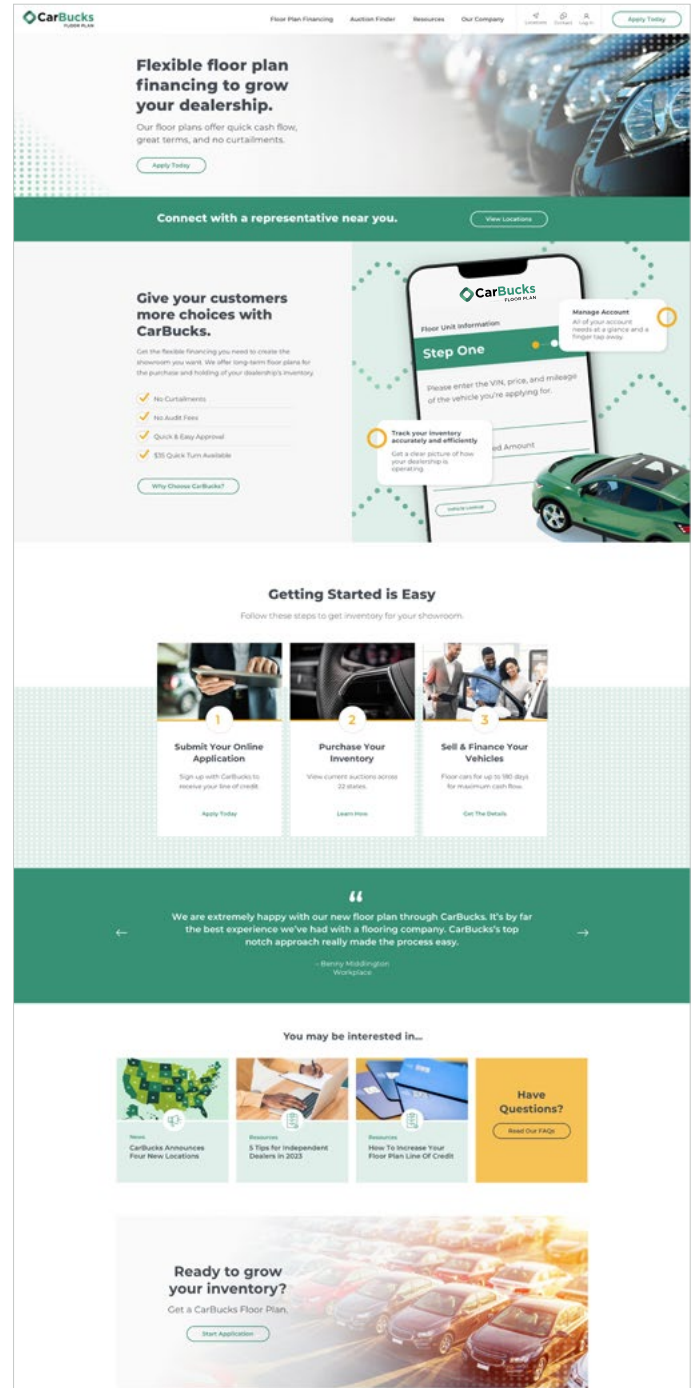 CarBucks
FLOOR PLAN
Floor Plan Financing
Auction Finder
Resources
Our Company
Locations
Contact
Log In
Apply Today
Flexible floor plan
financing to grow
your dealership.
Our floor plans offer quick cash flow,
great terms, and no curtailments.
Apply Today
Connect with a representative near you.
View Locations
Give your customers
more choices with
CarBucks.
Get the flexible financing you need to create the
showroom you want. We offer long-term floor plans for
the purchase and holding of your dealership's inventory.
No Curtailments
No Audit Fees
Quick & Easy Approval
$35 Quick Turn Available
Why Choose CarBucks?
CarBucks
FLOOR PLAN
Floor Unit Information
Step One
Manage Account
All of your account
needs at a glance and a
finger tap away.
Please enter the VIN, price, and mileage
of the vehicle you're applying for.
Track your inventory
accurately and efficiently
Get a clear picture of how
your dealership is
operating.
ed Amount
Vehicle Lookup
Getting Started is Easy
Follow these steps to get inventory for your showroom.
1
Submit Your Online
Application
Sign up with CarBucks to
receive your line of credit.
Apply Today
2
Purchase Your
Inventory
View current auctions across
22 states.
Learn How
3
Sell & Finance Your
Vehicles
Floor cars for up to 180 days
for maximum cash flow.
Get The Details
“
We are extremely happy with our new floor plan through CarBucks. It's by far
the best experience we've had with a flooring company. CarBucks's top
notch approach really made the process easy.
– Benny Middington
Workplace
You may be interested in...
News
CarBucks Announces
Four New Locations
Resources
5 Tips for Independent
Dealers in 2023
Resources
How To Increase Your
Floor Plan Line Of Credit
Have
Questions?
Read Our FAQs
Ready to grow
your inventory?
Get a CarBucks Floor Plan.
Start Application